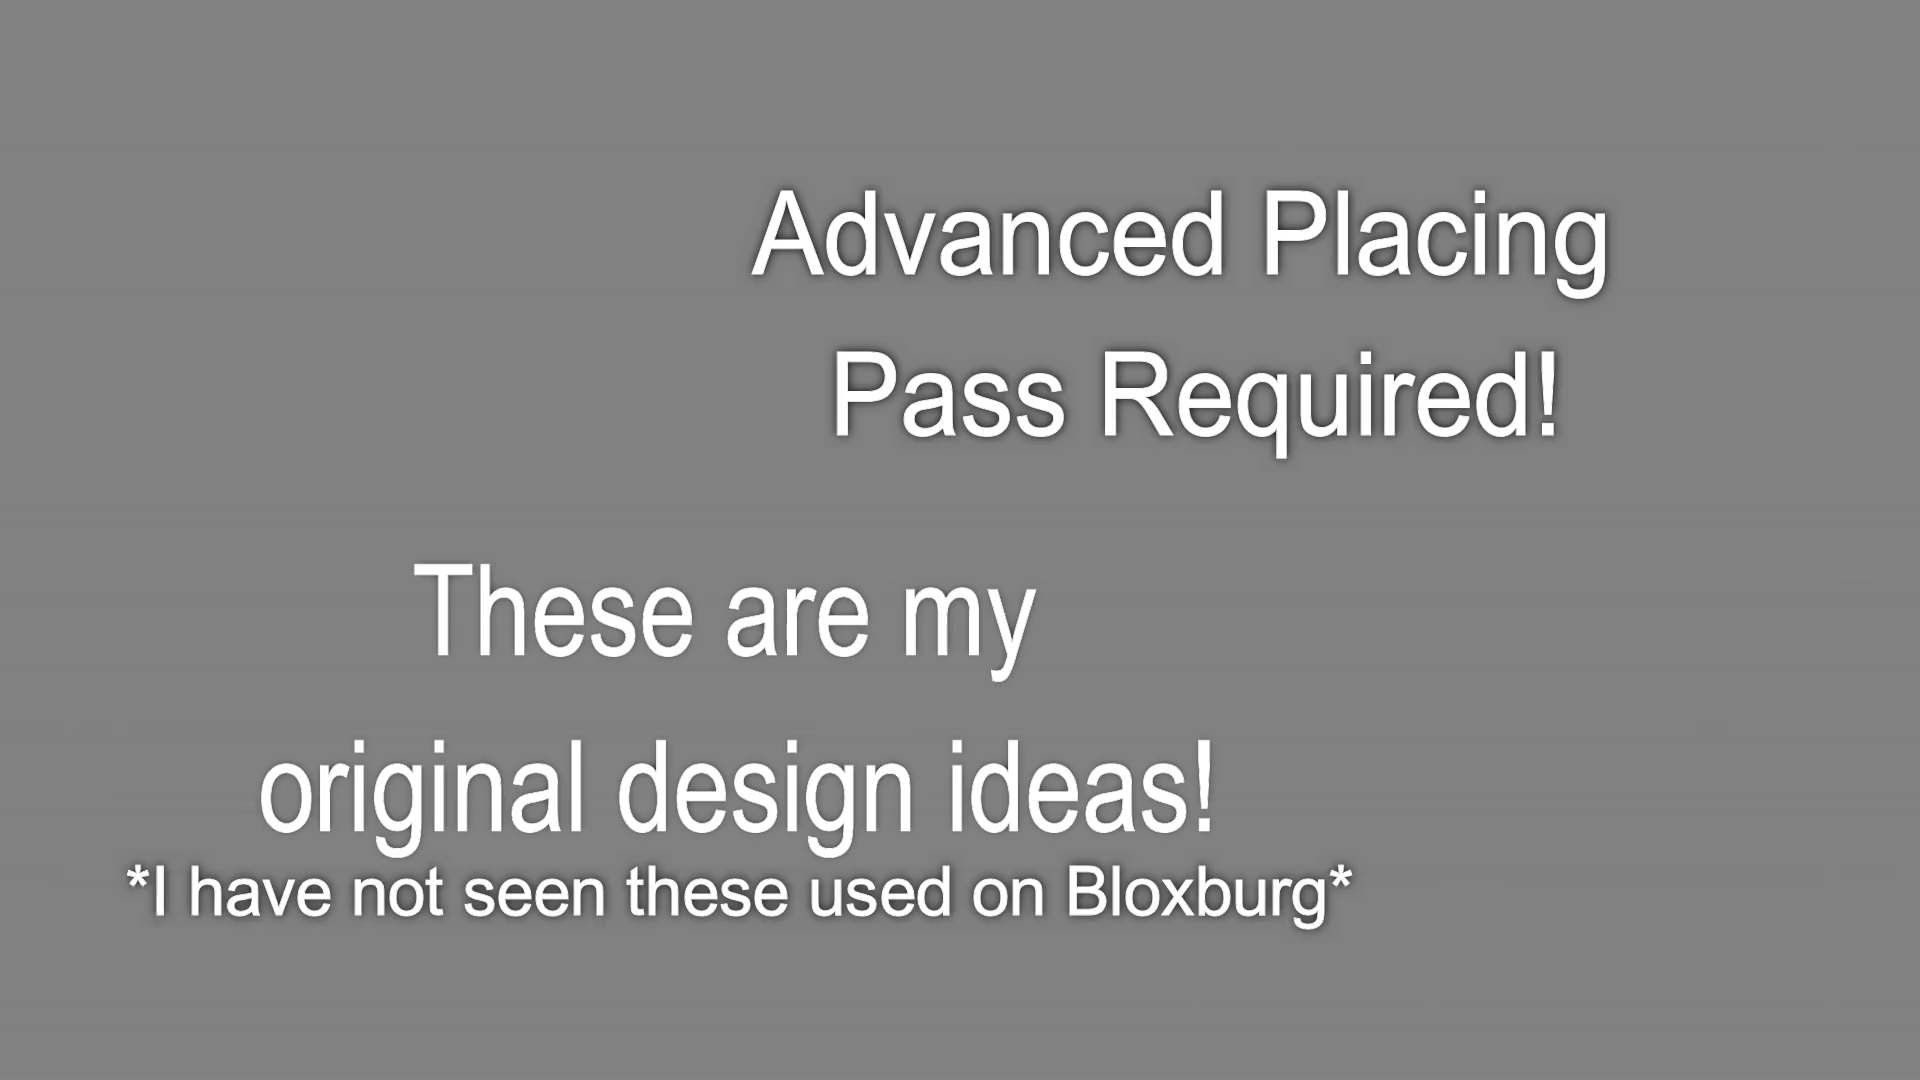 Advanced Placing
Pass Required!
These are my
original design ideas!
*I have not seen these used on Bloxburg*